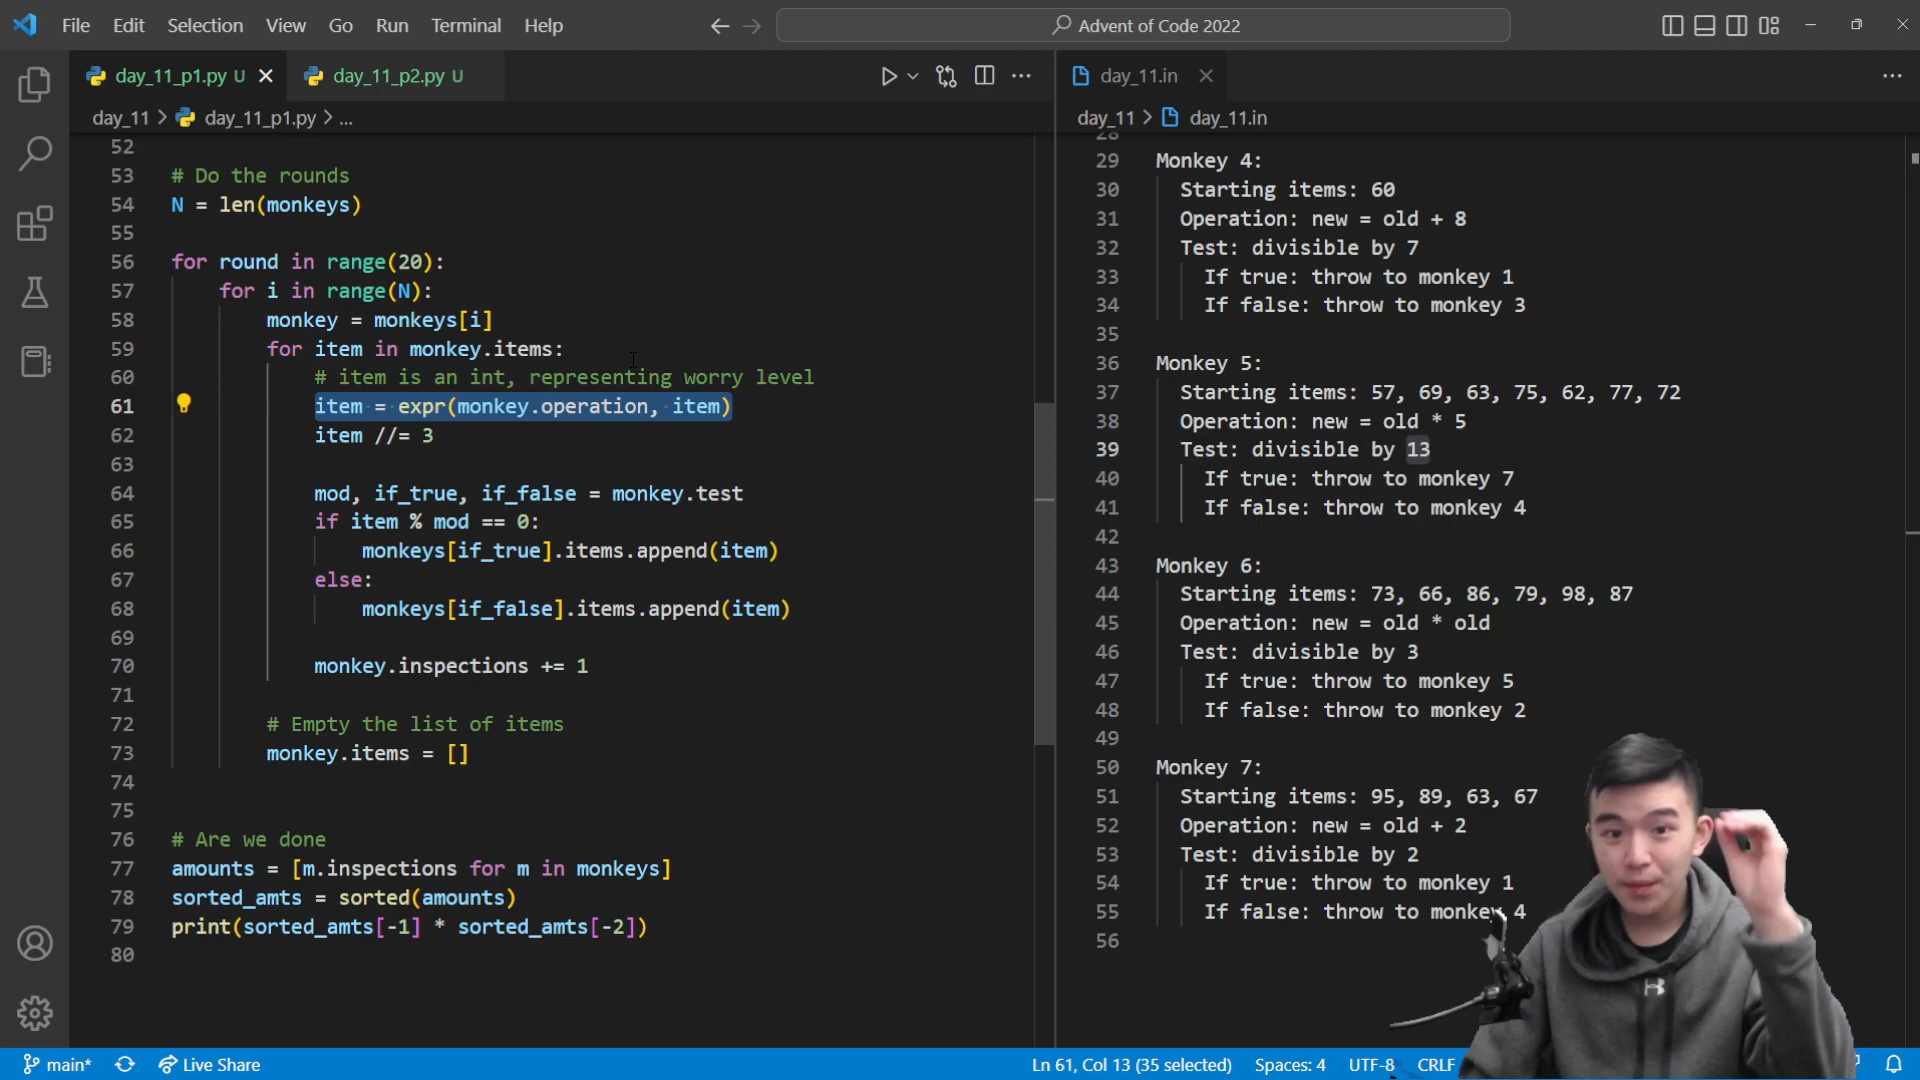 File Edit Selection View Go Run Terminal Help
Advent of Code 2022
day_11_p1.py U
day_11_p2.py U
day_11 > day_11_p1.py > ...
52
53 # Do the rounds
54 N = len(monkeys)
55
56 for round in range(20):
57 for i in range(N):
58 monkey = monkeys[i]
59 for item in monkey.items:
60 # item is an int, representing worry level
61 item = expr(monkey.operation, item)
62 item //= 3
63
64 mod, if_true, if_false = monkey.test
65 if item % mod == 0:
66 monkeys[if_true].items.append(item)
67 else:
68 monkeys[if_false].items.append(item)
69
70 monkey.inspections += 1
71
72 # Empty the list of items
73 monkey.items = []
74
75
76 # Are we done
77 amounts = [m.inspections for m in monkeys]
78 sorted_amts = sorted(amounts)
79 print(sorted_amts[-1] * sorted_amts[-2])
80
day_11.in
day_11 > day_11.in
28
29 Monkey 4:
30 Starting items: 60
31 Operation: new = old + 8
32 Test: divisible by 7
33 If true: throw to monkey 1
34 If false: throw to monkey 3
35
36 Monkey 5:
37 Starting items: 57, 69, 63, 75, 62, 77, 72
38 Operation: new = old * 5
39 Test: divisible by 13
40 If true: throw to monkey 7
41 If false: throw to monkey 4
42
43 Monkey 6:
44 Starting items: 73, 66, 86, 79, 98, 87
45 Operation: new = old * old
46 Test: divisible by 3
47 If true: throw to monkey 5
48 If false: throw to monkey 2
49
50 Monkey 7:
51 Starting items: 95, 89, 63, 67
52 Operation: new = old + 2
53 Test: divisible by 2
54 If true: throw to monkey 1
55 If false: throw to monkey 4
56
main* Live Share
Ln 61, Col 13 (35 selected) Spaces: 4 UTF-8 CRLF